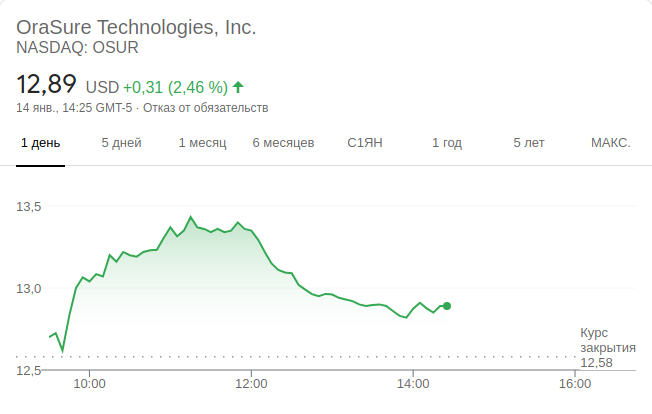 OraSure Technologies, Inc.
NASDAQ: OSUR
12,89 USD +0,31 (2,46 %)
14 янв., 14:25 GMT-5 · Отказ от обязательств
1 день 5 дней 1 месяц 6 месяцев С1ЯН 1 год 5 лет МАКС.
13,5
13,0
Курс
закрытия
12,58
12,5
10:00 12:00 14:00 16:00